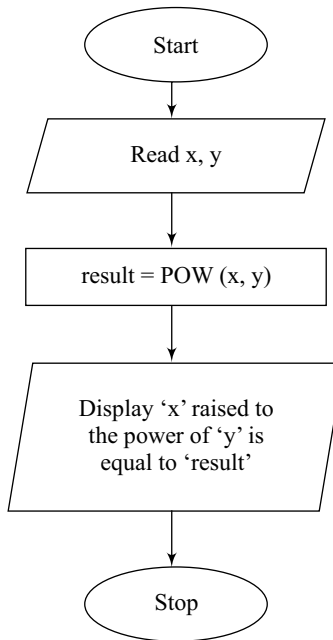 Start
Read x, y
result = POW (x, y)
Display ‘x’ raised to
the power of ‘y’ is
equal to ‘result’
Stop